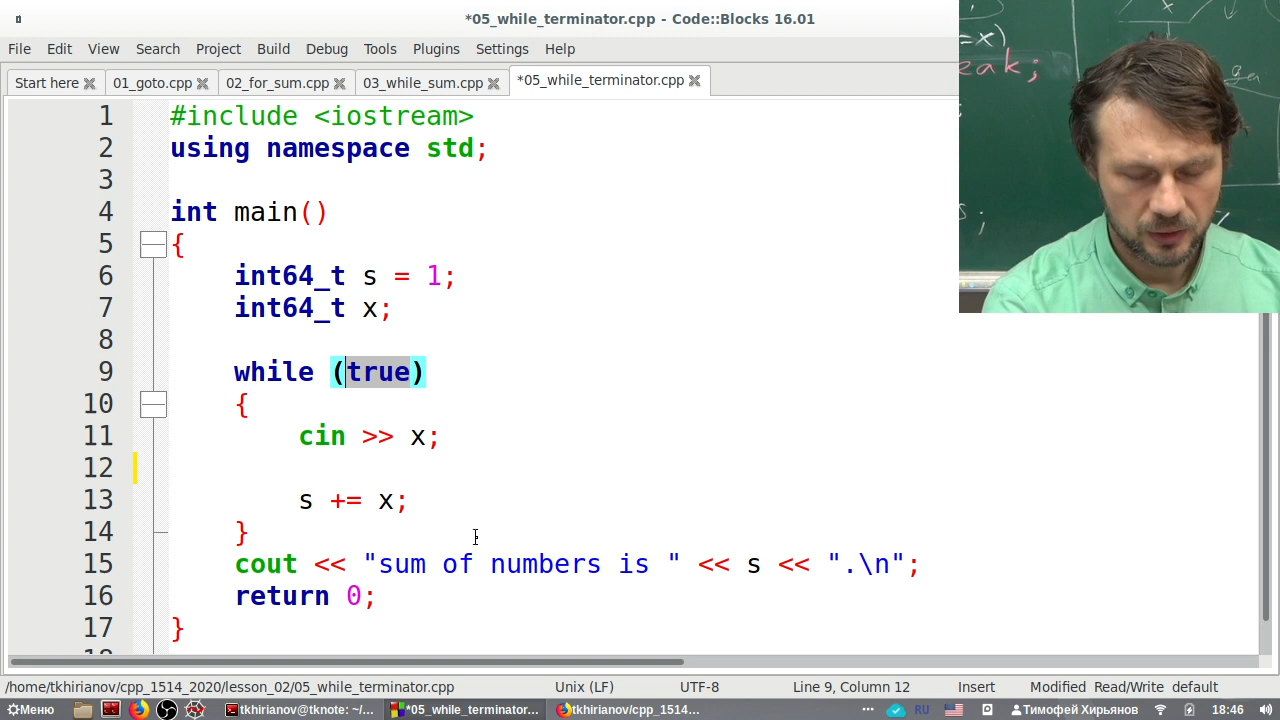 *05_while_terminator.cpp - Code::Blocks 16.01
File Edit View Search Project Build Debug Tools Plugins Settings Help
Start here 01_goto.cpp 02_for_sum.cpp 03_while_sum.cpp *05_while_terminator.cpp
1 #include <iostream>
2 using namespace std;
3
4 int main()
5 {
6 int64_t s = 1;
7 int64_t x;
8
9 while (true)
10 {
11 cin >> x;
12
13 s += x;
14 }
15 cout << "sum of numbers is " << s << ".\n";
16 return 0;
17 }
=x)
eak;
/home/tkhirianov/cpp_1514_2020/lesson_02/05_while_terminator.cpp Unix (LF) UTF-8 Line 9, Column 12 Insert Modified Read/Write default
Меню tkhirianov@tknote: ~/... *05_while_terminator... tkhirianov/cpp_1514... RU Тимофей Хирьянов 18:46